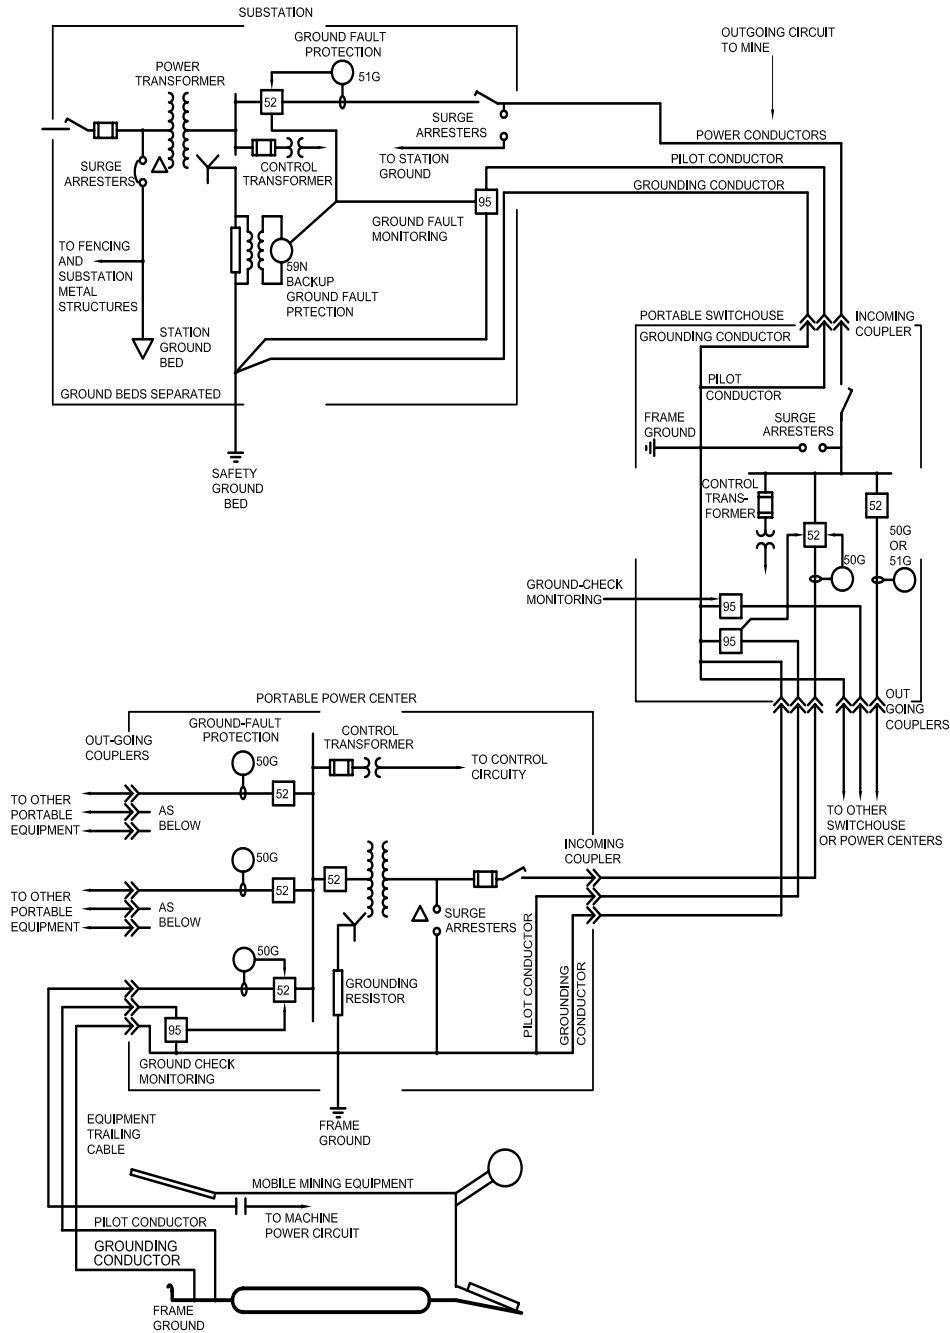 SUBSTATION
GROUND FAULT
PROTECTION
51G
POWER
TRANSFORMER
52
SURGE
ARRESTERS
OUTGOING CIRCUIT
TO MINE
POWER CONDUCTORS
SURGE
ARRESTERS
CONTROL
TRANSFORMER
TO STATION
GROUND
PILOT CONDUCTOR
GROUNDING CONDUCTOR
95
GROUND FAULT
MONITORING
TO FENCING
AND
SUBSTATION
METAL
STRUCTURES
59N
BACKUP
GROUND FAULT
PRTECTION
STATION
GROUND
BED
GROUND BEDS SEPARATED
SAFETY
GROUND
BED
PORTABLE SWITCHOUSE
INCOMING
COUPLER
GROUNDING CONDUCTOR
PILOT
CONDUCTOR
FRAME
GROUND
SURGE
ARRESTERS
CONTROL
TRANS-
FORMER
52
52
50G
50G
OR
51G
GROUND-CHECK
MONITORING
95
95
OUT
GOING
COUPLERS
TO OTHER
SWITCHOUSE
OR POWER CENTERS
PORTABLE POWER CENTER
OUT-GOING
COUPLERS
GROUND-FAULT
PROTECTION
50G
CONTROL
TRANSFORMER
TO CONTROL
CIRCUITY
52
TO OTHER
PORTABLE
EQUIPMENT
AS
BELOW
50G
52
52
INCOMING
COUPLER
TO OTHER
PORTABLE
EQUIPMENT
AS
BELOW
SURGE
ARRESTERS
50G
52
GROUNDING
RESISTOR
PILOT CONDUCTOR
GROUNDING
CONDUCTOR
95
GROUND CHECK
MONITORING
FRAME
GROUND
EQUIPMENT
TRAILING
CABLE
MOBILE MINING EQUIPMENT
TO MACHINE
POWER CIRCUIT
PILOT CONDUCTOR
GROUNDING
CONDUCTOR
FRAME
GROUND